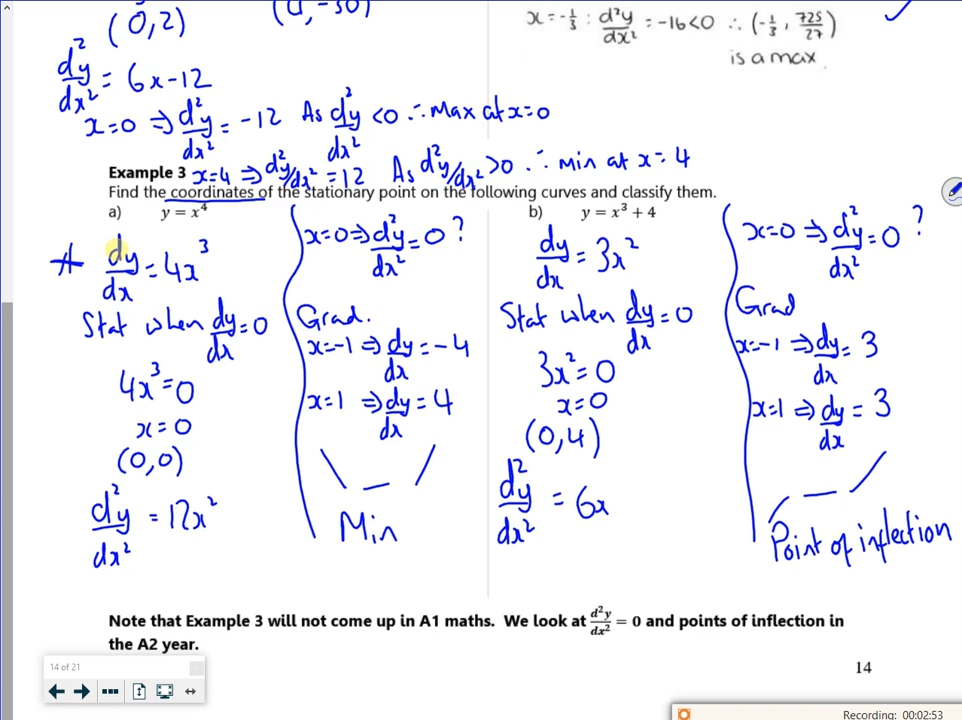 (0, 2)
d²y/dx² = 6x-12
x=0 ⇒ d²y/dx² = -12 As d²y/dx² <0 ∴ Max at x=0
x=4 ⇒ d²y/dx² = 12 As d²y/dx² >0 ∴ min at x=4
x = -1/3 : d²y/dx² = -16 < 0 ∴ (-1/3, 725/27)
is a max
Example 3
Find the coordinates of the stationary point on the following curves and classify them.
a) y = x⁴
* dy/dx = 4x³
Stat when dy/dx = 0
4x³ = 0
x = 0
(0,0)
d²y/dx² = 12x²
x=0 ⇒ d²y/dx² = 0 ?
Grad.
x=-1 ⇒ dy/dx = -4
x=1 ⇒ dy/dx = 4
\ _ /
Min
b) y = x³ + 4
dy/dx = 3x²
Stat when dy/dx = 0
3x² = 0
x = 0
(0,4)
d²y/dx² = 6x
x=0 ⇒ d²y/dx² = 0 ?
Grad
x=-1 ⇒ dy/dx = 3
x=1 ⇒ dy/dx = 3
/ _ /
Point of inflection
Note that Example 3 will not come up in A1 maths. We look at d²y/dx² = 0 and points of inflection in
the A2 year.
14 of 21
14
Recording: 00:02:53